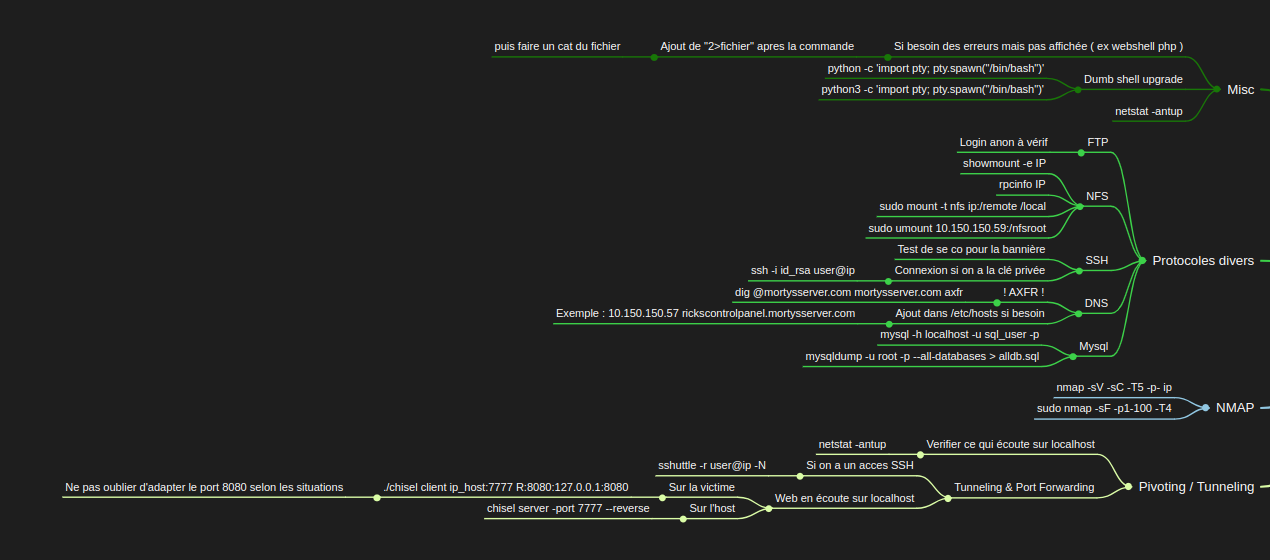 puis faire un cat du fichier
Ajout de "2>fichier" apres la commande
Si besoin des erreurs mais pas affichée ( ex webshell php )
python -c 'import pty; pty.spawn("/bin/bash")'
Dumb shell upgrade
Misc
python3 -c 'import pty; pty.spawn("/bin/bash")'
netstat -antup
Login anon à vérif
FTP
showmount -e IP
rpcinfo IP
NFS
sudo mount -t nfs ip:/remote /local
sudo umount 10.150.150.59:/nfsroot
Test de se co pour la bannière
SSH
Protocoles divers
ssh -i id_rsa user@ip
Connexion si on a la clé privée
dig @mortysserver.com mortysserver.com axfr
! AXFR !
DNS
Exemple : 10.150.150.57 rickscontrolpanel.mortysserver.com
Ajout dans /etc/hosts si besoin
mysql -h localhost -u sql_user -p
Mysql
mysqldump -u root -p --all-databases > alldb.sql
nmap -sV -sC -T5 -p- ip
NMAP
sudo nmap -sF -p1-100 -T4
netstat -antup
Verifier ce qui écoute sur localhost
sshuttle -r user@ip -N
Si on a un acces SSH
Tunneling & Port Forwarding
Pivoting / Tunneling
Ne pas oublier d'adapter le port 8080 selon les situations
./chisel client ip_host:7777 R:8080:127.0.0.1:8080
Sur la victime
Web en écoute sur localhost
chisel server -port 7777 --reverse
Sur l'host